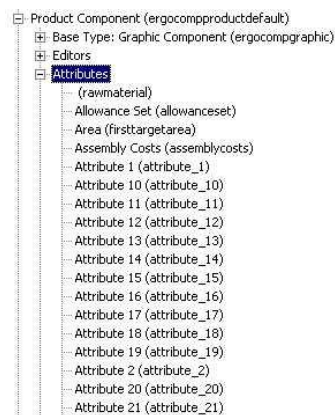 Product Component (ergocompproductdefault)
Base Type: Graphic Component (ergocompgraphic)
Editors
Attributes
(rawmaterial)
Allowance Set (allowanceset)
Area (firsttargetarea)
Assembly Costs (assemblycosts)
Attribute 1 (attribute_1)
Attribute 10 (attribute_10)
Attribute 11 (attribute_11)
Attribute 12 (attribute_12)
Attribute 13 (attribute_13)
Attribute 14 (attribute_14)
Attribute 15 (attribute_15)
Attribute 16 (attribute_16)
Attribute 17 (attribute_17)
Attribute 18 (attribute_18)
Attribute 19 (attribute_19)
Attribute 2 (attribute_2)
Attribute 20 (attribute_20)
Attribute 21 (attribute_21)